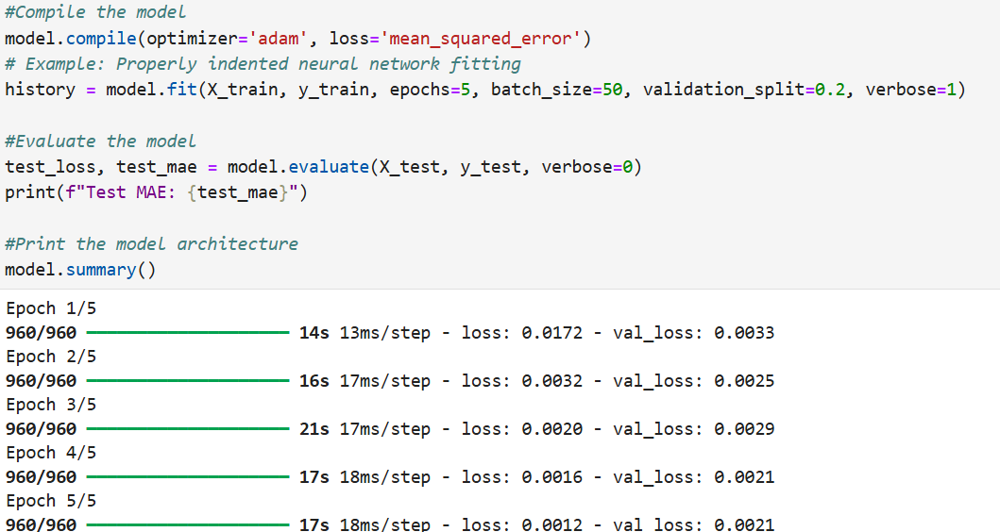 #Compile the model
model.compile(optimizer='adam', loss='mean_squared_error')
# Example: Properly indented neural network fitting
history = model.fit(X_train, y_train, epochs=5, batch_size=50, validation_split=0.2, verbose=1)
#Evaluate the model
test_loss, test_mae = model.evaluate(X_test, y_test, verbose=0)
print(f"Test MAE: {test_mae}")
#Print the model architecture
model.summary()
Epoch 1/5
960/960 14s 13ms/step - loss: 0.0172 - val_loss: 0.0033
Epoch 2/5
960/960 16s 17ms/step - loss: 0.0032 - val_loss: 0.0025
Epoch 3/5
960/960 21s 17ms/step - loss: 0.0020 - val_loss: 0.0029
Epoch 4/5
960/960 17s 18ms/step - loss: 0.0016 - val_loss: 0.0021
Epoch 5/5
960/960 17s 18ms/step - loss: 0.0012 - val_loss: 0.0021